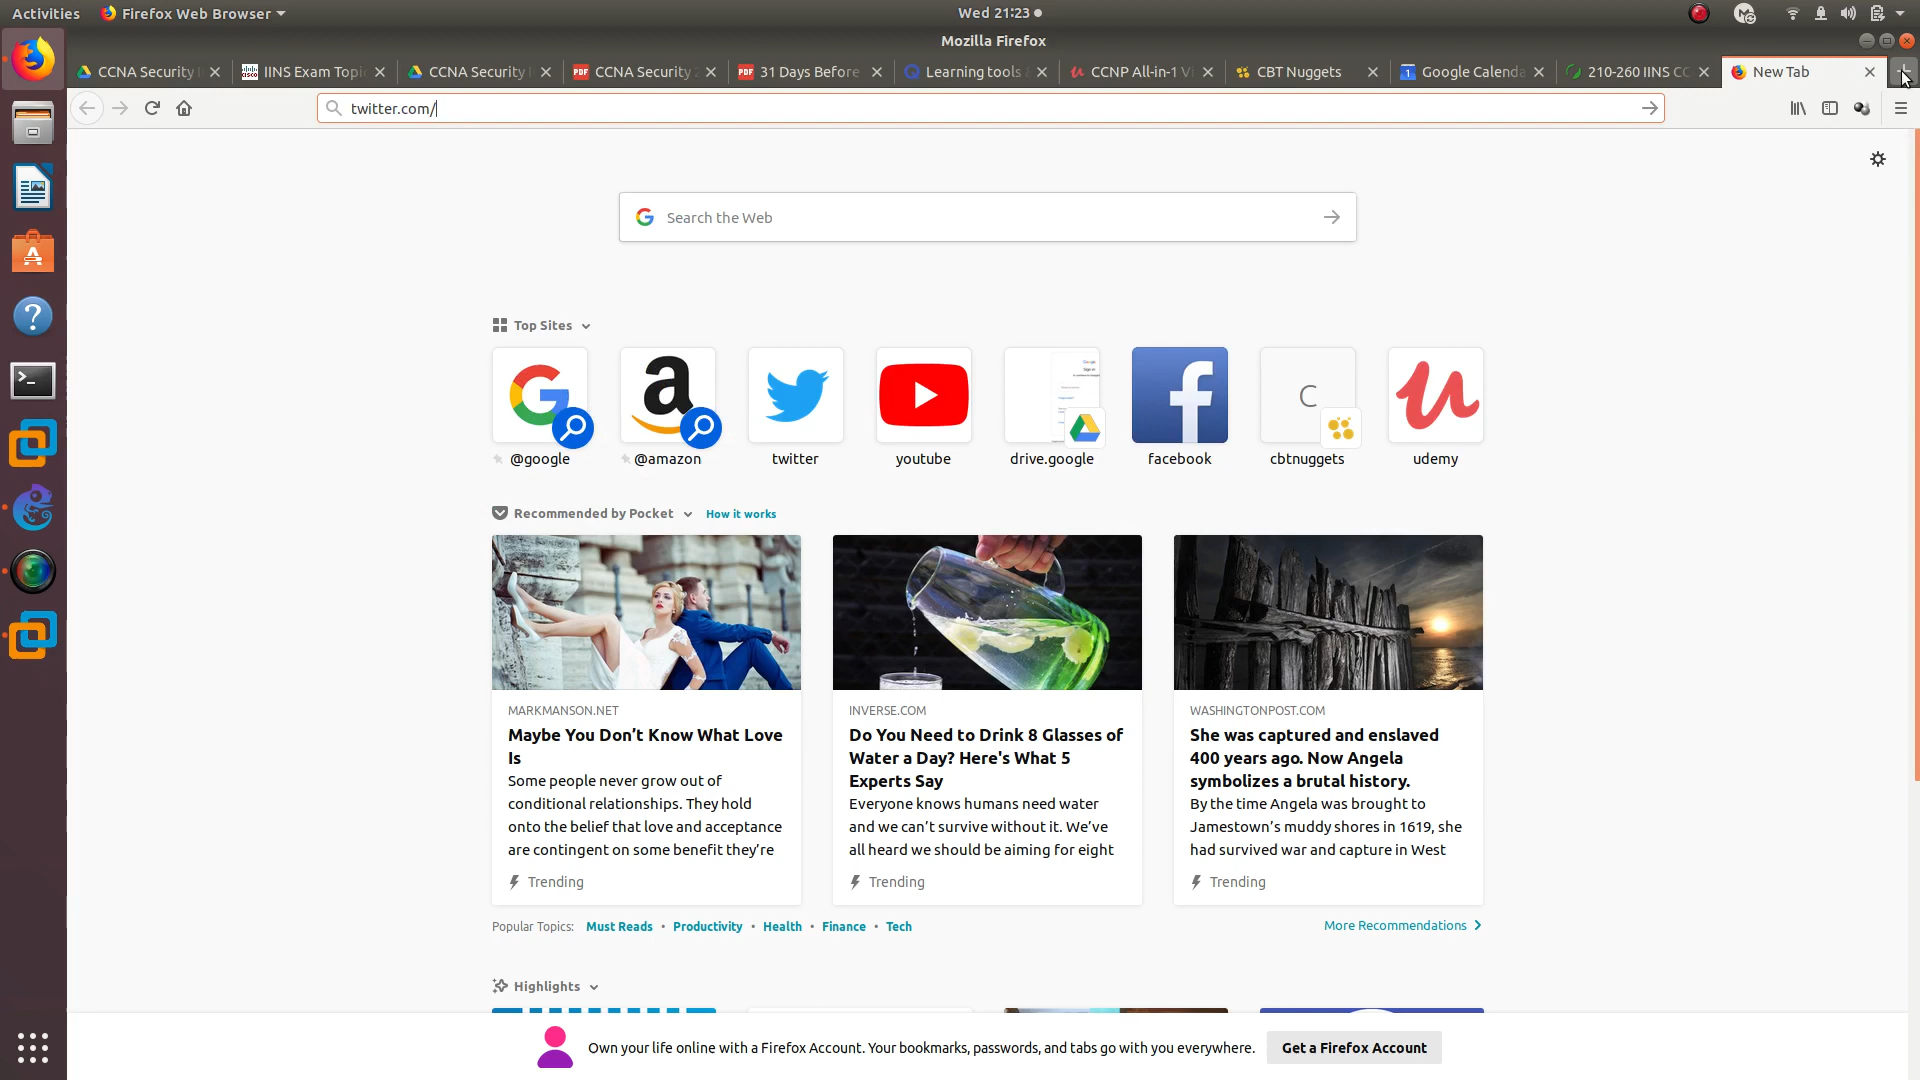 Activities
Firefox Web Browser
Wed 21:23
Mozilla Firefox
CCNA Security
IINS Exam Topic
CCNA Security
PDF CCNA Security 2
PDF 31 Days Before
Learning tools &
CCNP All-in-1 Vi
CBT Nuggets
1 Google Calenda
210-260 IINS CC
New Tab
twitter.com/
Search the Web
Top Sites
@google
@amazon
twitter
youtube
drive.google
facebook
C
cbtnuggets
udemy
Recommended by Pocket
How it works
MARKMANSON.NET
Maybe You Don’t Know What Love
Is
Some people never grow out of
conditional relationships. They hold
onto the belief that love and acceptance
are contingent on some benefit they’re
Trending
INVERSE.COM
Do You Need to Drink 8 Glasses of
Water a Day? Here's What 5
Experts Say
Everyone knows humans need water
and we can’t survive without it. We’ve
all heard we should be aiming for eight
Trending
WASHINGTONPOST.COM
She was captured and enslaved
400 years ago. Now Angela
symbolizes a brutal history.
By the time Angela was brought to
Jamestown’s muddy shores in 1619, she
had survived war and capture in West
Trending
Popular Topics: Must Reads • Productivity • Health • Finance • Tech
More Recommendations
Highlights
Own your life online with a Firefox Account. Your bookmarks, passwords, and tabs go with you everywhere.
Get a Firefox Account